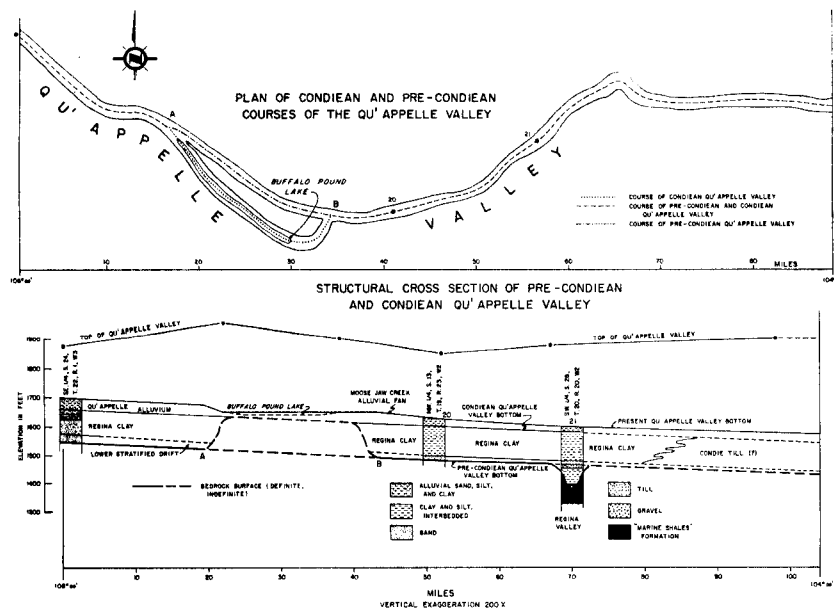 PLAN OF CONDIEAN AND PRE-CONDIEAN
COURSES OF THE QU'APPELLE VALLEY
QU'APPELLE
VALLEY
A
B
BUFFALO POUND
LAKE
20
21
COURSE OF CONDIEAN QU'APPELLE VALLEY
COURSE OF PRE-CONDIEAN AND CONDIEAN
QU'APPELLE VALLEY
COURSE OF PRE-CONDIEAN QU'APPELLE VALLEY
10
20
30
40
50
60
70
80
MILES
STRUCTURAL CROSS SECTION OF PRE-CONDIEAN
AND CONDIEAN QU'APPELLE VALLEY
TOP OF QU'APPELLE VALLEY
TOP OF QU'APPELLE VALLEY
ELEVATION IN FEET
1900
1800
1700
1600
1500
1400
QU'APPELLE
ALLUVIUM
REGINA CLAY
LOWER STRATIFIED DRIFT
A
BUFFALO POUND LAKE
MOOSE JAW CREEK
ALLUVIAL FAN
REGINA CLAY
B
20
REGINA CLAY
CONDIEAN QU'APPELLE
VALLEY BOTTOM
21
PRESENT QU'APPELLE VALLEY BOTTOM
REGINA CLAY
CONDIE TILL (?)
PRE-CONDIEAN QU'APPELLE
VALLEY BOTTOM
REGINA
VALLEY
BEDROCK SURFACE (DEFINITE,
INDEFINITE)
ALLUVIAL SAND, SILT,
AND CLAY
CLAY AND SILT,
INTERBEDDED
SAND
TILL
GRAVEL
"MARINE SHALES"
FORMATION
10
20
30
40
50
60
70
80
90
100
MILES
VERTICAL EXAGGERATION 200 X